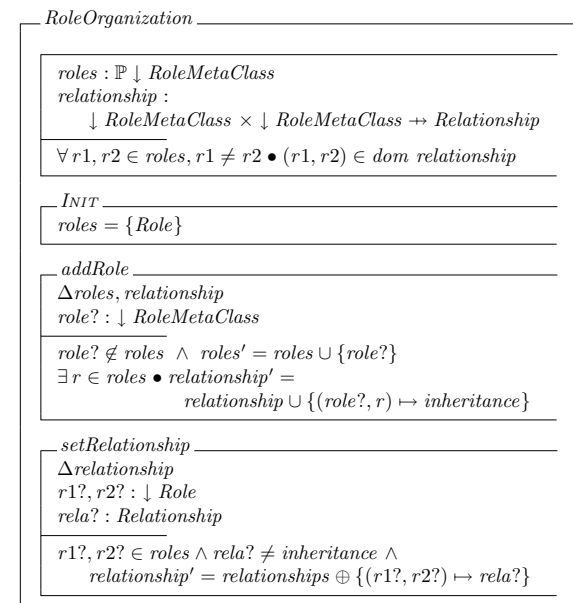 RoleOrganization
roles : ℙ ↓ RoleMetaClass
relationship :
↓ RoleMetaClass × ↓ RoleMetaClass ⇸ Relationship
∀ r1, r2 ∈ roles, r1 ≠ r2 • (r1, r2) ∈ dom relationship
INIT
roles = {Role}
addRole
Δroles, relationship
role? : ↓ RoleMetaClass
role? ∉ roles ∧ roles′ = roles ∪ {role?}
∃ r ∈ roles • relationship′ =
relationship ∪ {(role?, r) ↦ inheritance}
setRelationship
Δrelationship
r1?, r2? : ↓ Role
rela? : Relationship
r1?, r2? ∈ roles ∧ rela? ≠ inheritance ∧
relationship′ = relationships ⊕ {(r1?, r2?) ↦ rela?}